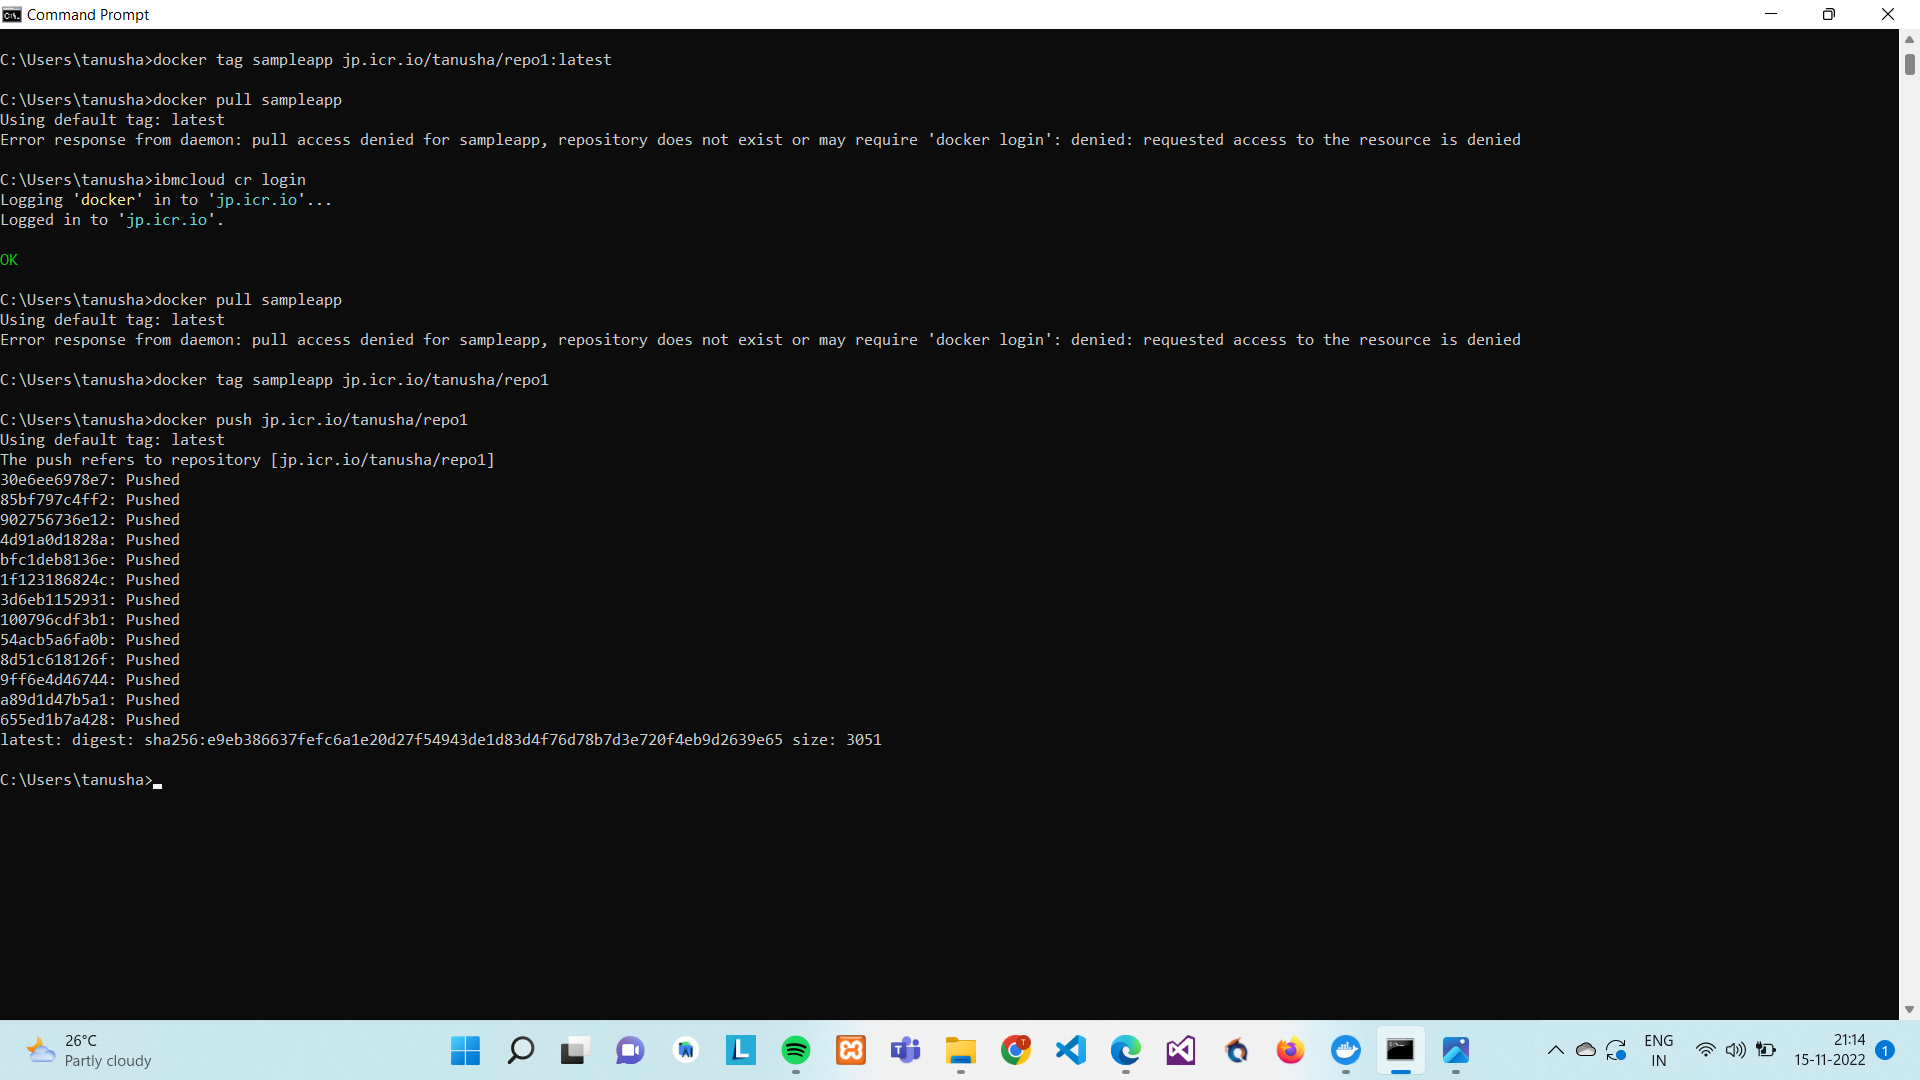 Command Prompt
C:\Users\tanusha>docker tag sampleapp jp.icr.io/tanusha/repo1:latest
C:\Users\tanusha>docker pull sampleapp
Using default tag: latest
Error response from daemon: pull access denied for sampleapp, repository does not exist or may require 'docker login': denied: requested access to the resource is denied
C:\Users\tanusha>ibmcloud cr login
Logging 'docker' in to 'jp.icr.io'...
Logged in to 'jp.icr.io'.
OK
C:\Users\tanusha>docker pull sampleapp
Using default tag: latest
Error response from daemon: pull access denied for sampleapp, repository does not exist or may require 'docker login': denied: requested access to the resource is denied
C:\Users\tanusha>docker tag sampleapp jp.icr.io/tanusha/repo1
C:\Users\tanusha>docker push jp.icr.io/tanusha/repo1
Using default tag: latest
The push refers to repository [jp.icr.io/tanusha/repo1]
30e6ee6978e7: Pushed
85bf797c4ff2: Pushed
902756736e12: Pushed
4d91a0d1828a: Pushed
bfc1deb8136e: Pushed
1f123186824c: Pushed
3d6eb1152931: Pushed
100796cdf3b1: Pushed
54acb5a6fa0b: Pushed
8d51c618126f: Pushed
9ff6e4d46744: Pushed
a89d1d47b5a1: Pushed
655ed1b7a428: Pushed
latest: digest: sha256:e9eb386637fefc6a1e20d27f54943de1d83d4f76d78b7d3e720f4eb9d2639e65 size: 3051
C:\Users\tanusha>
26°C
Partly cloudy
ENG
IN
21:14
15-11-2022
1